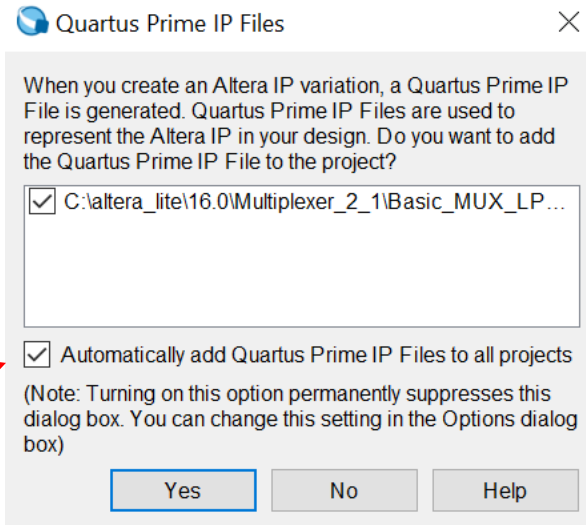 Quartus Prime IP Files
When you create an Altera IP variation, a Quartus Prime IP
File is generated. Quartus Prime IP Files are used to
represent the Altera IP in your design. Do you want to add
the Quartus Prime IP File to the project?
C:\altera_lite\16.0\Multiplexer_2_1\Basic_MUX_LP...
Automatically add Quartus Prime IP Files to all projects
(Note: Turning on this option permanently suppresses this
dialog box. You can change this setting in the Options dialog
box)
Yes No Help